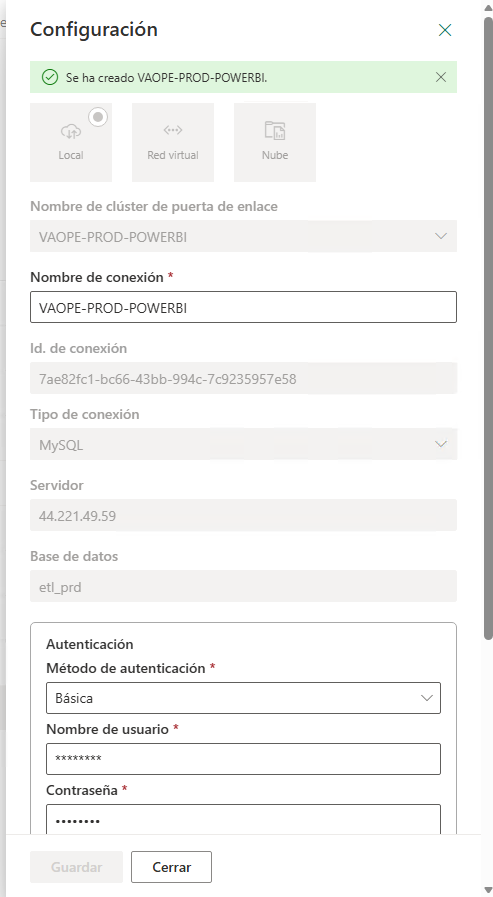 Configuración
Se ha creado VAOPE-PROD-POWERBI.
Local
Red virtual
Nube
Nombre de clúster de puerta de enlace
VAOPE-PROD-POWERBI
Nombre de conexión *
VAOPE-PROD-POWERBI
Id. de conexión
7ae82fc1-bc66-43bb-994c-7c9235957e58
Tipo de conexión
MySQL
Servidor
44.221.49.59
Base de datos
etl_prd
Autenticación
Método de autenticación *
Básica
Nombre de usuario *
********
Contraseña *
••••••••
Guardar
Cerrar